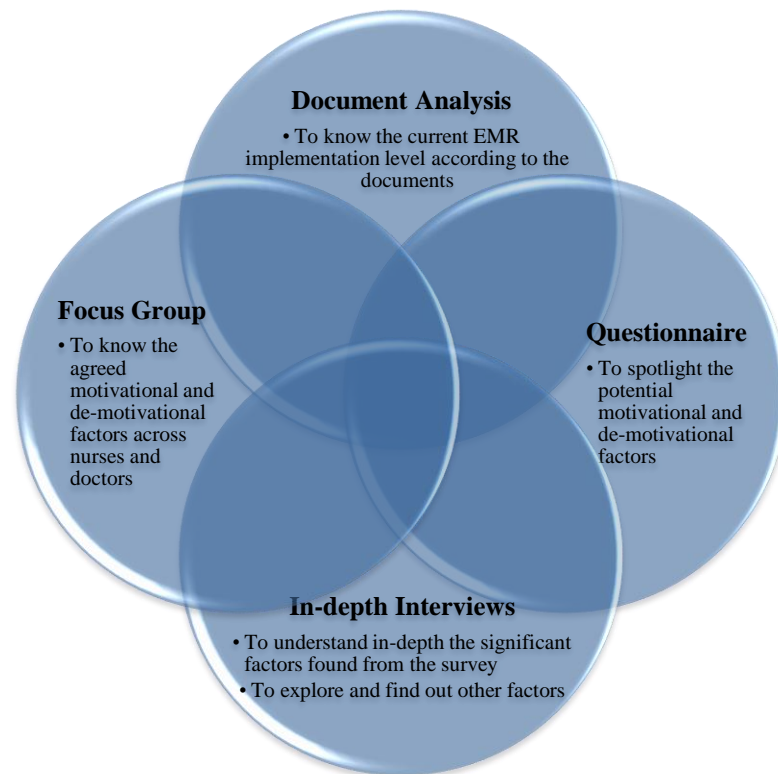 Document Analysis
• To know the current EMR
implementation level according to the
documents
Focus Group
• To know the
agreed
motivational and
de-motivational
factors across
nurses and
doctors
Questionnaire
• To spotlight the
potential
motivational and
de-motivational
factors
In-depth Interviews
• To understand in-depth the significant
factors found from the survey
• To explore and find out other factors